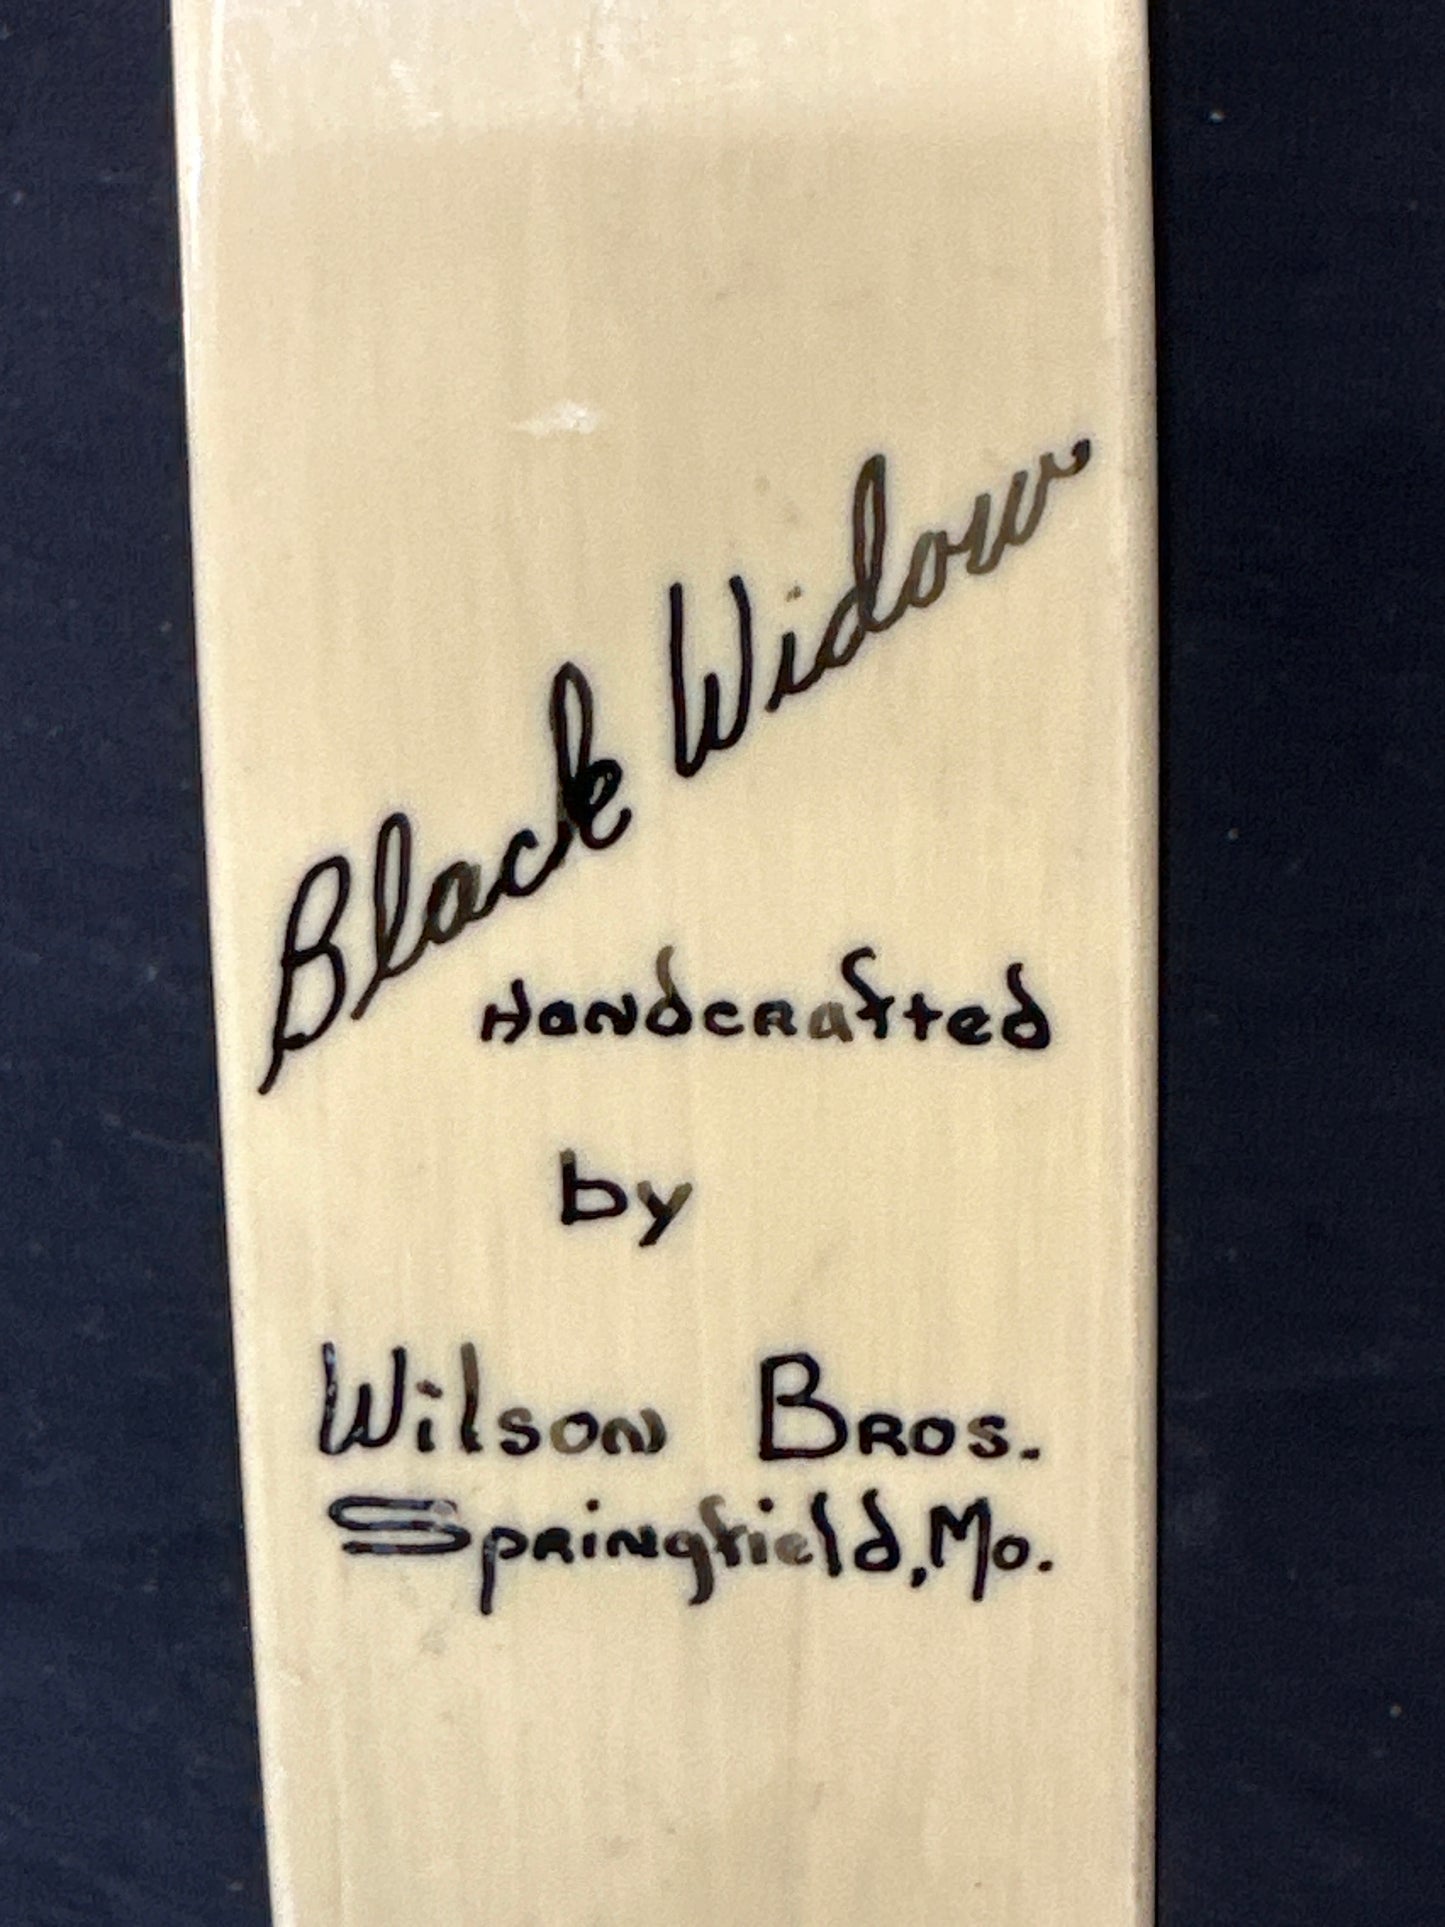 Black Widow
Handcrafted
by
Wilson Bros.
Springfield, Mo.